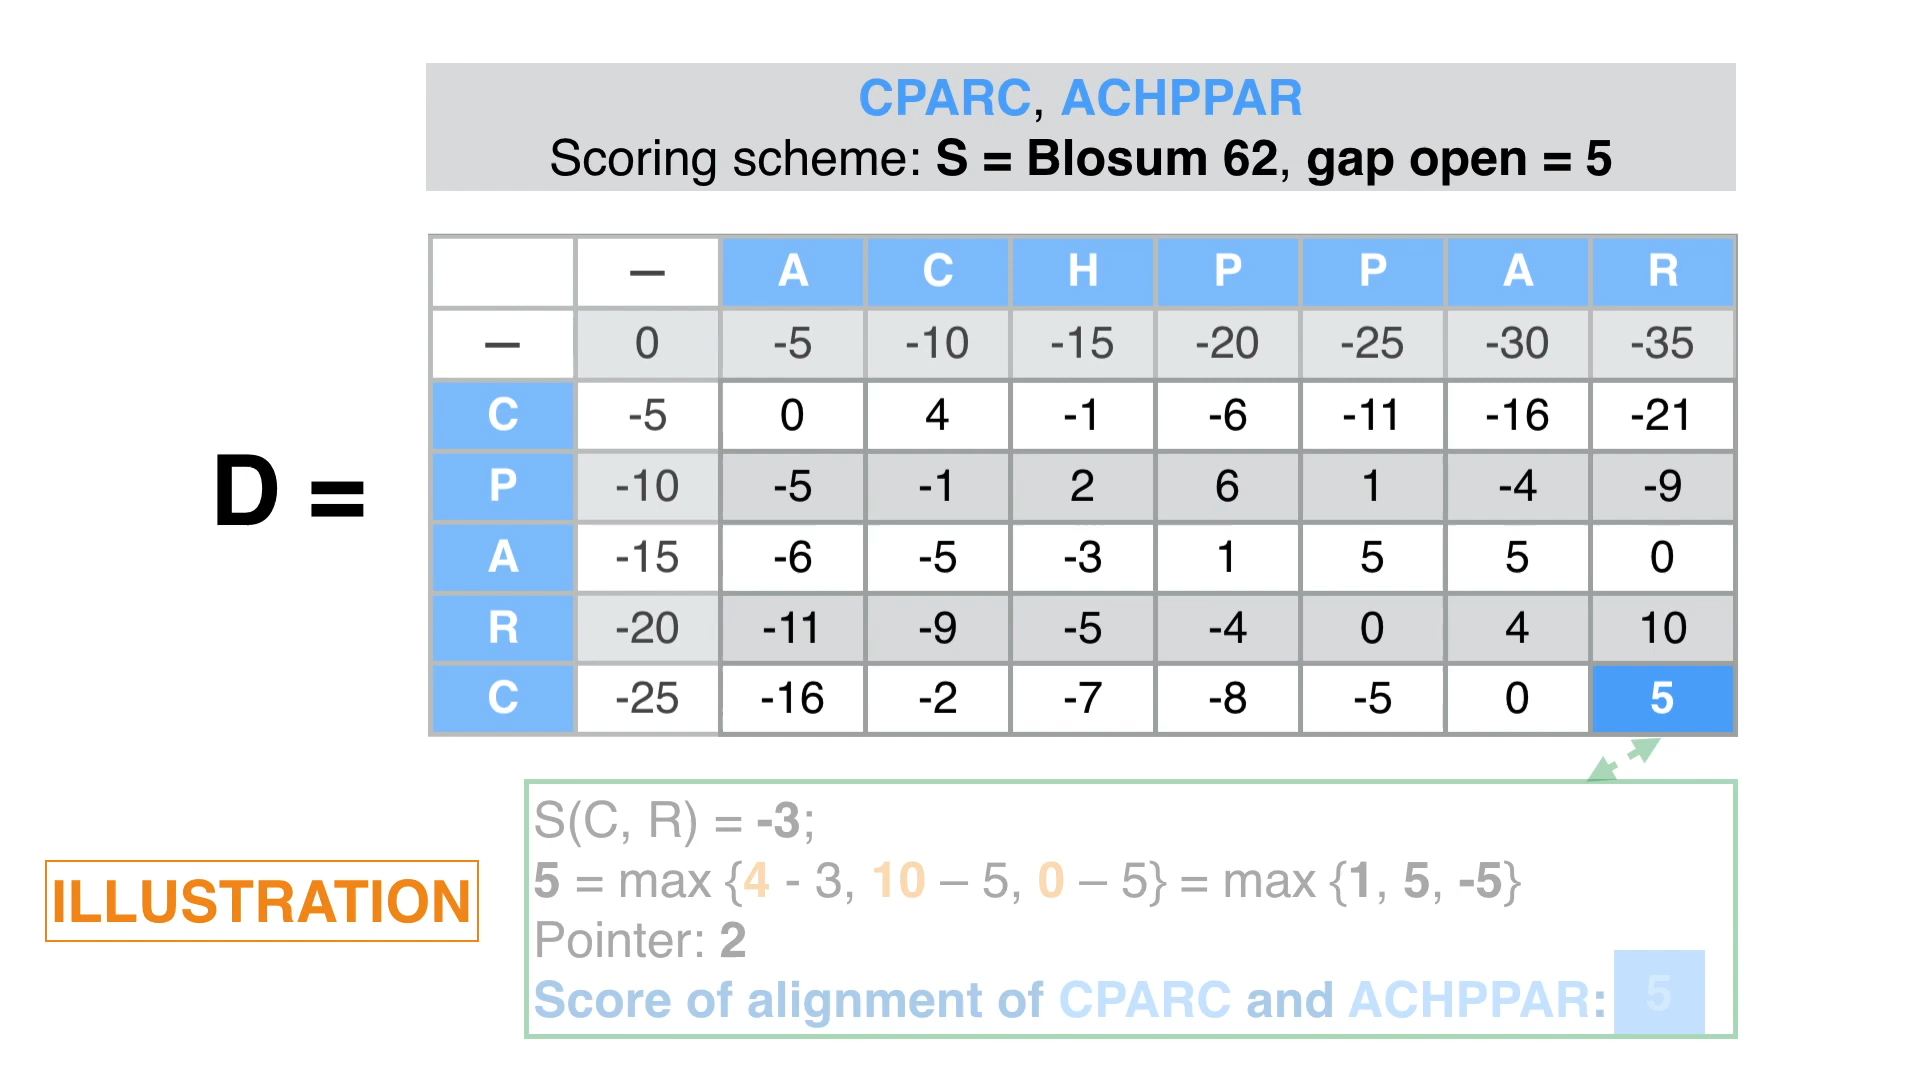 CPARC, ACHPPAR
Scoring scheme: S = Blosum 62, gap open = 5
— A C H P P A R
— 0 -5 -10 -15 -20 -25 -30 -35
C -5 0 4 -1 -6 -11 -16 -21
P -10 -5 -1 2 6 1 -4 -9
D =
A -15 -6 -5 -3 1 5 5 0
R -20 -11 -9 -5 -4 0 4 10
C -25 -16 -2 -7 -8 -5 0 5
S(C, R) = -3;
5 = max {4 - 3, 10 – 5, 0 – 5} = max {1, 5, -5}
ILLUSTRATION
Pointer: 2
Score of alignment of CPARC and ACHPPAR: 5